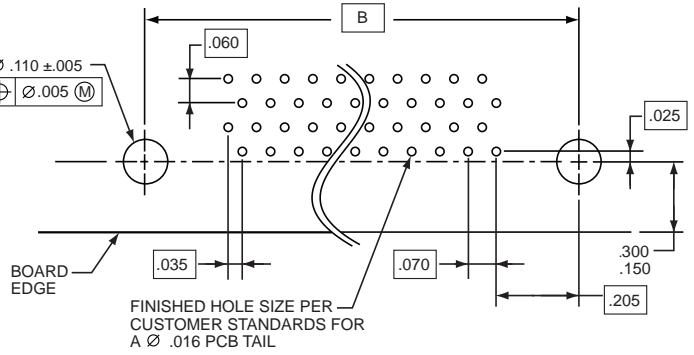 B
.060
Ø .110 ±.005
⌖ Ø.005 Ⓜ
.025
BOARD
EDGE
.035
.070
.300
.150
.205
FINISHED HOLE SIZE PER
CUSTOMER STANDARDS FOR
A Ø .016 PCB TAIL